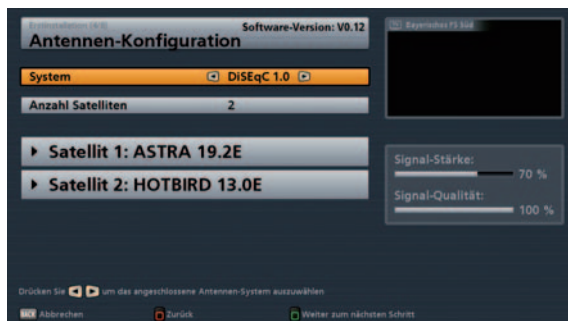 Erstinstallation (4/8)
Software-Version: V0.12
Antennen-Konfiguration
Bayerisches FS Süd
System DiSEqC 1.0
Anzahl Satelliten 2
Satellit 1: ASTRA 19.2E
Satellit 2: HOTBIRD 13.0E
Signal-Stärke:
70 %
Signal-Qualität:
100 %
Drücken Sie um das angeschlossene Antennen-System auszuwählen
BACK Abbrechen Zurück Weiter zum nächsten Schritt